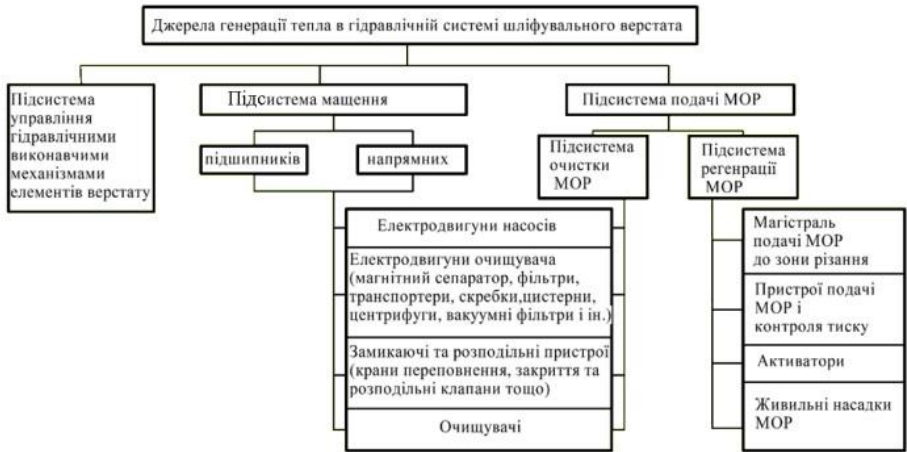 Джерела генерації тепла в гідравлічній системі шліфувального верстата
Підсистема
управління
гідравлічними
виконавчими
механізмами
елементів верстату
Підсистема мащення
підшипників
напрямних
Підсистема подачі МОР
Підсистема
очистки
МОР
Підсистема
регенрації
МОР
Електродвигуни насосів
Електродвигуни очищувача
(магнітний сепаратор, фільтри,
транспортери, скребки,цистерни,
центрифуги, вакуумні фільтри і ін.)
Замикаючі та розподільні пристрої
(крани переповнення, закриття та
розподільні клапани тощо)
Очищувачі
Магістраль
подачі МОР
до зони різання
Пристрої подачі
МОР і
контроля тиску
Активатори
Живильні насадки
МОР